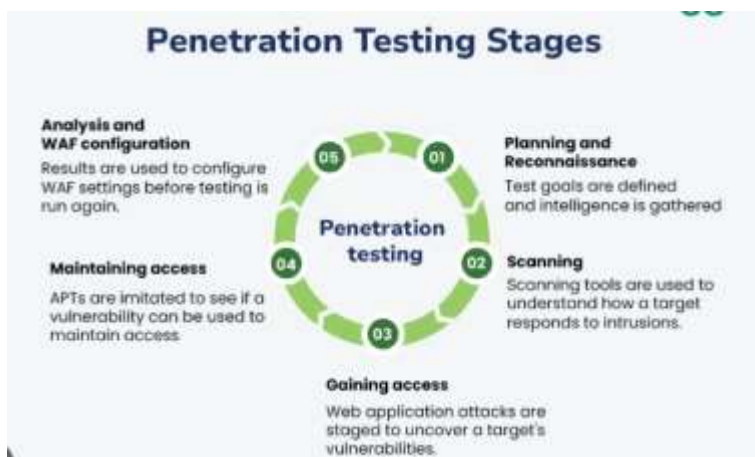 Penetration Testing Stages
Analysis and
WAF configuration
Results are used to configure
WAF settings before testing is
run again.
05
01
Planning and
Reconnaissance
Test goals are defined
and intelligence is gathered
Penetration
testing
Maintaining access
APTs are imitated to see if a
vulnerability can be used to
maintain access
04
02
Scanning
Scanning tools are used to
understand how a target
responds to intrusions.
03
Gaining access
Web application attacks are
staged to uncover a target's
vulnerabilities.